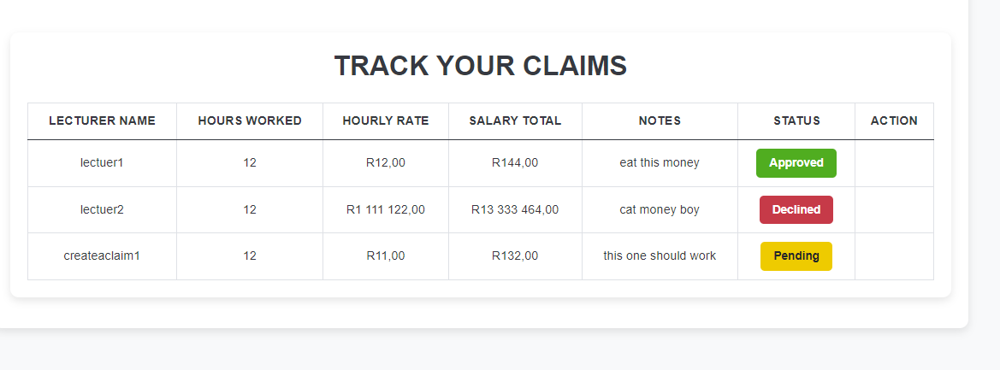 TRACK YOUR CLAIMS
LECTURER NAME HOURS WORKED HOURLY RATE SALARY TOTAL NOTES STATUS ACTION
lectuer1 12 R12,00 R144,00 eat this money Approved
lectuer2 12 R1 111 122,00 R13 333 464,00 cat money boy Declined
createaclaim1 12 R11,00 R132,00 this one should work Pending